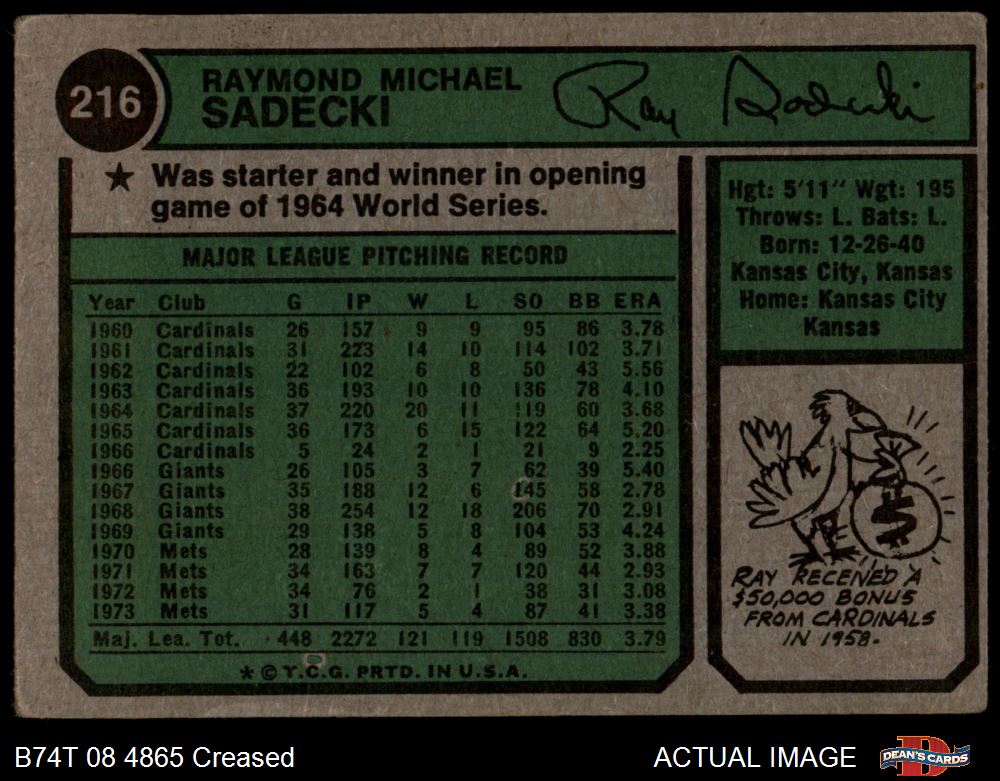 216
RAYMOND MICHAEL
SADECKI
Ray Sadecki
★ Was starter and winner in opening
game of 1964 World Series.
MAJOR LEAGUE PITCHING RECORD
Year Club G IP W L SO BB ERA
1960 Cardinals 26 157 9 9 95 86 3.78
1961 Cardinals 31 223 14 10 114 102 3.71
1962 Cardinals 22 102 6 8 50 43 5.56
1963 Cardinals 36 193 10 10 136 78 4.10
1964 Cardinals 37 220 20 11 119 60 3.68
1965 Cardinals 36 173 6 15 122 64 5.20
1966 Cardinals 5 24 2 1 21 9 2.25
1966 Giants 26 105 3 7 62 39 5.40
1967 Giants 35 188 12 6 145 58 2.78
1968 Giants 38 254 12 18 206 70 2.91
1969 Giants 29 138 5 8 104 53 4.24
1970 Mets 28 139 8 4 89 52 3.88
1971 Mets 34 163 7 7 120 44 2.93
1972 Mets 34 76 2 1 38 31 3.08
1973 Mets 31 117 5 4 87 41 3.38
Maj. Lea. Tot. 448 2272 121 119 1508 830 3.79
* © T.C.G. PRTD. IN U.S.A.
Hgt: 5'11" Wgt: 195
Throws: L. Bats: L.
Born: 12-26-40
Kansas City, Kansas
Home: Kansas City
Kansas
$
RAY RECEIVED A
$50,000 BONUS
FROM CARDINALS
IN 1958.
B74T 08 4865 Creased
ACTUAL IMAGE
DEAN'S CARDS